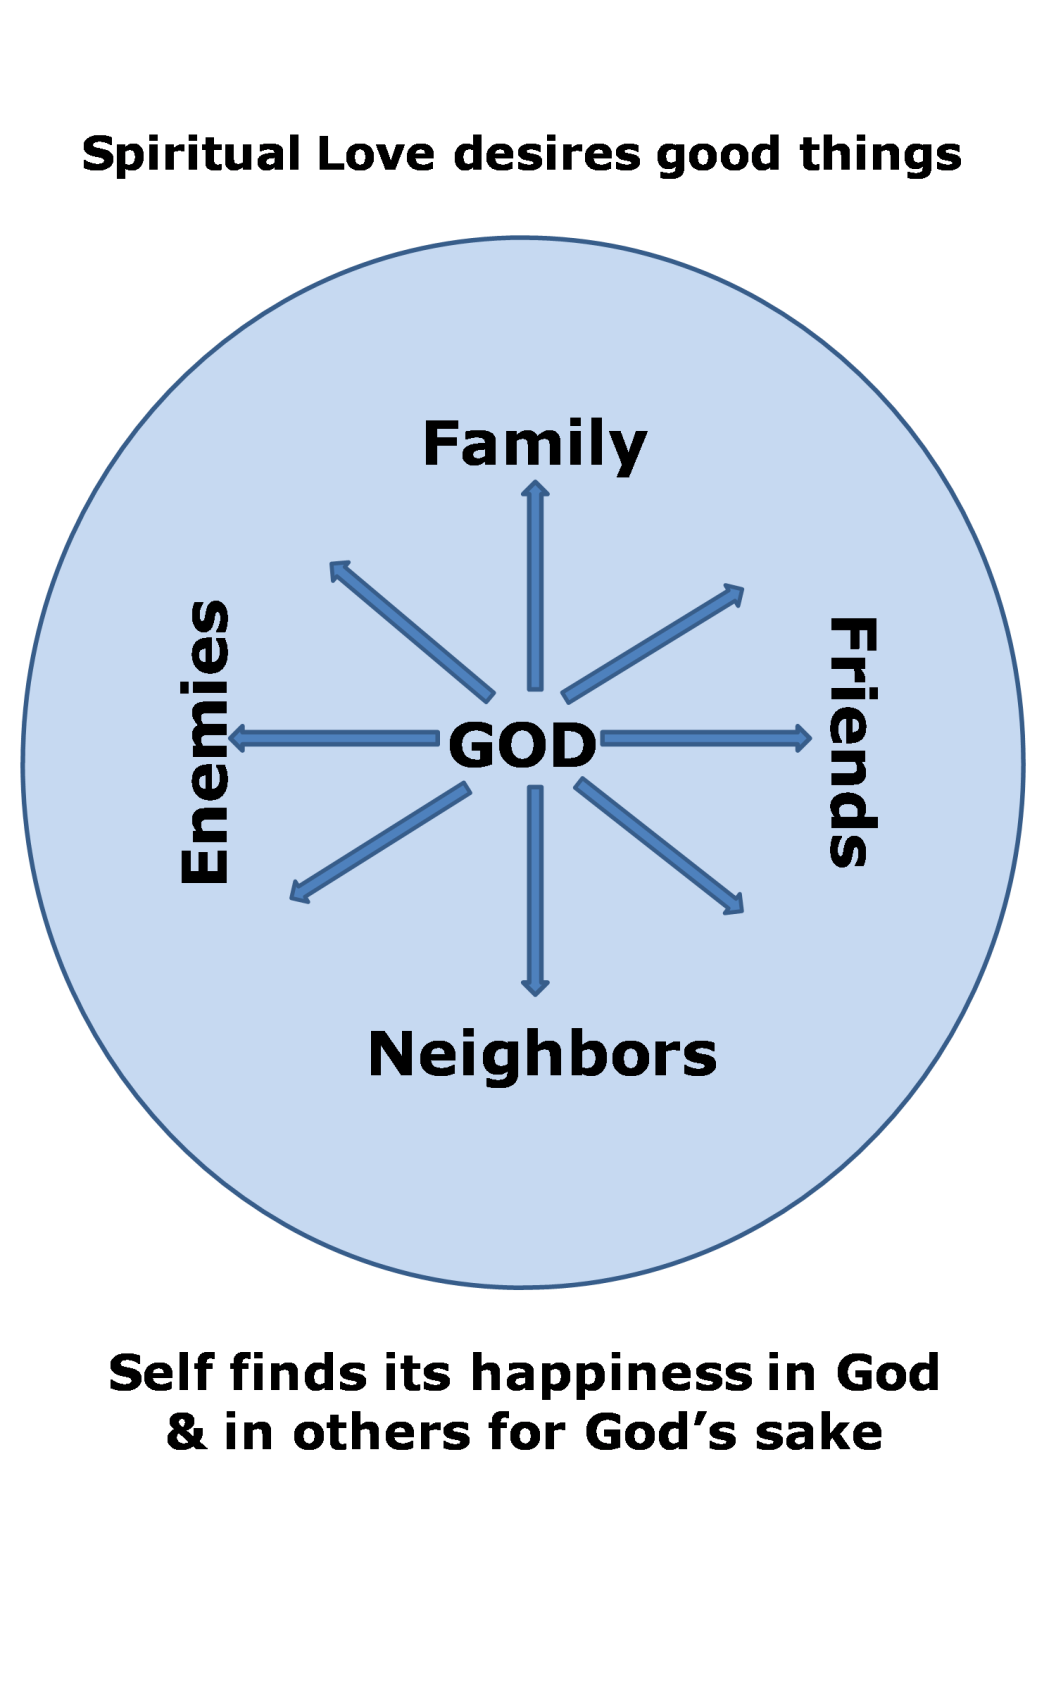 Spiritual Love desires good things
Family
Enemies
GOD
Friends
Neighbors
Self finds its happiness in God
& in others for God’s sake